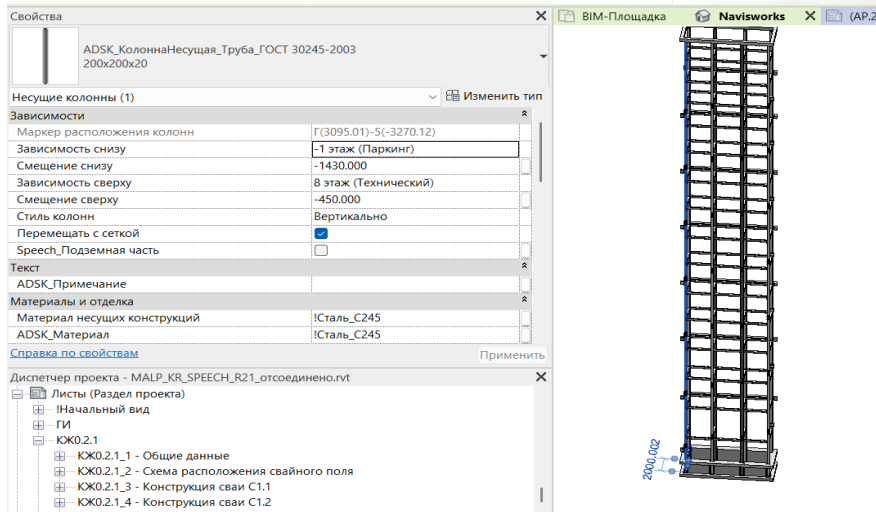 Свойства
ADSK_КолоннаНесущая_Труба_ГОСТ 30245-2003
200x200x20
Несущие колонны (1)
Изменить тип
Зависимости
Маркер расположения колонн Г(3095.01)-5(-3270.12)
Зависимость снизу -1 этаж (Паркинг)
Смещение снизу -1430.000
Зависимость сверху 8 этаж (Технический)
Смещение сверху -450.000
Стиль колонн Вертикально
Перемещать с сеткой
Speech_Подземная часть
Текст
ADSK_Примечание
Материалы и отделка
Материал несущих конструкций !Сталь_С245
ADSK_Материал !Сталь_С245
Справка по свойствам
Применить
Диспетчер проекта - MALP_KR_SPEECH_R21_отсоединено.rvt
Листы (Раздел проекта)
!Начальный вид
ГИ
КЖ0.2.1
КЖ0.2.1_1 - Общие данные
КЖ0.2.1_2 - Схема расположения свайного поля
КЖ0.2.1_3 - Конструкция сваи С1.1
КЖ0.2.1_4 - Конструкция сваи С1.2
BIM-Площадка
Navisworks
(АР.2
2000.002